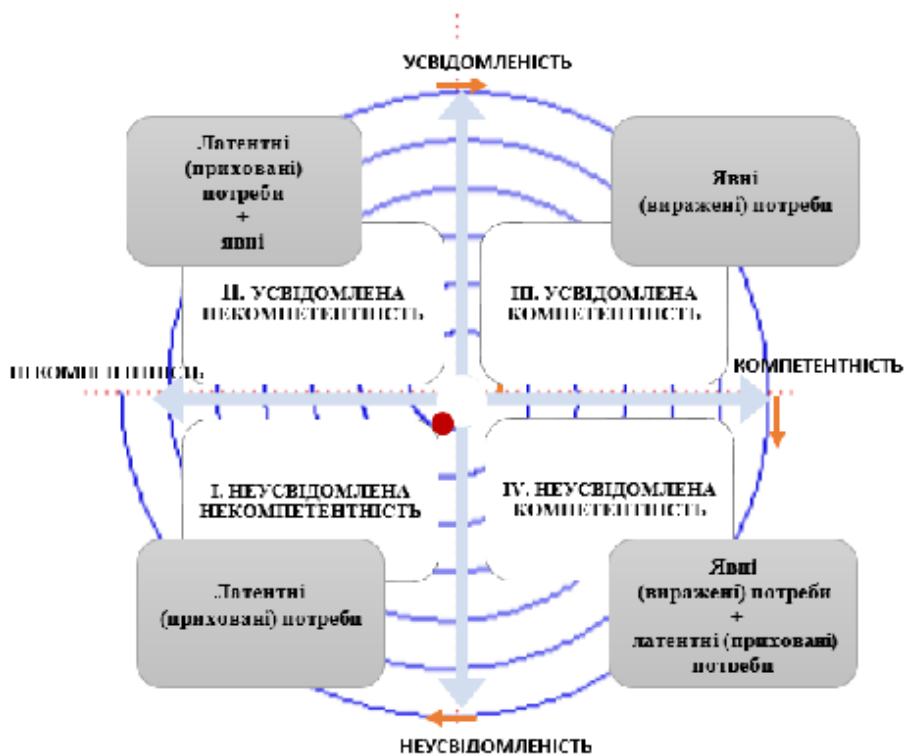 УСВІДОМЛЕНІСТЬ
Латентні
(приховані)
потреби
+
явні
Явні
(виражені) потреби
II. УСВІДОМЛЕНА
НЕКОМПЕТЕНТНІСТЬ
III. УСВІДОМЛЕНА
КОМПЕТЕНТНІСТЬ
НЕКОМПЕТЕНТНІСТЬ
КОМПЕТЕНТНІСТЬ
I. НЕУСВІДОМЛЕНА
НЕКОМПЕТЕНТНІСТЬ
IV. НЕУСВІДОМЛЕНА
КОМПЕТЕНТНІСТЬ
Латентні
(приховані) потреби
Явні
(виражені) потреби
+
латентні (приховані)
потреби
НЕУСВІДОМЛЕНІСТЬ